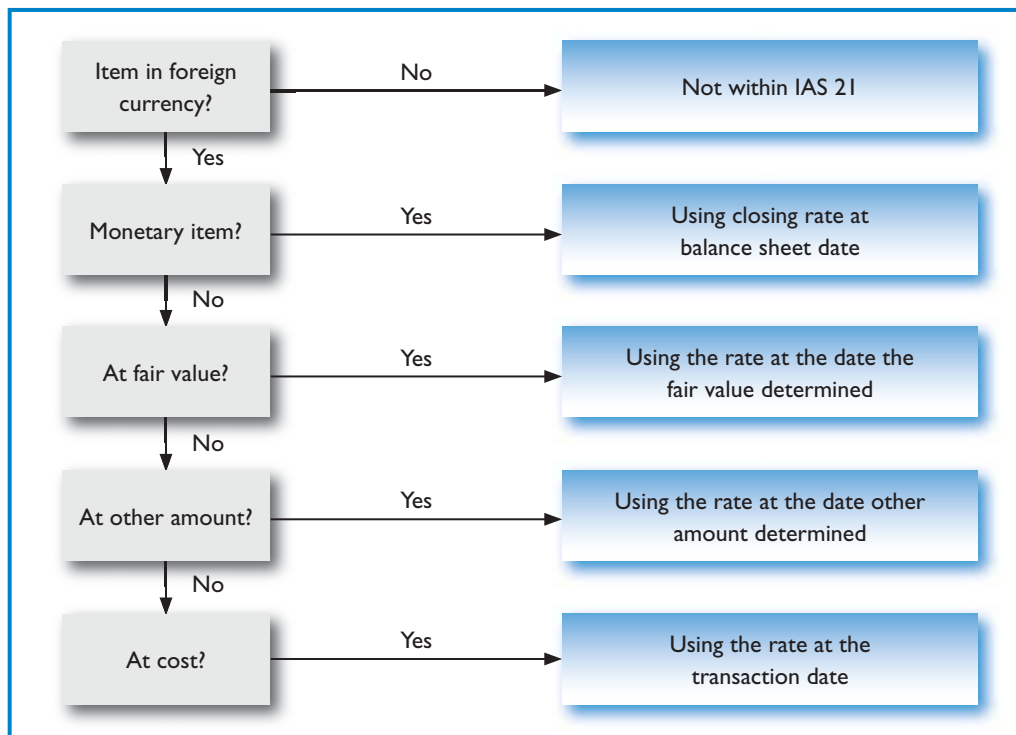 Item in foreign
currency?
No
Not within IAS 21
Yes
Monetary item?
Yes
Using closing rate at
balance sheet date
No
At fair value?
Yes
Using the rate at the date the
fair value determined
No
At other amount?
Yes
Using the rate at the date other
amount determined
No
At cost?
Yes
Using the rate at the
transaction date